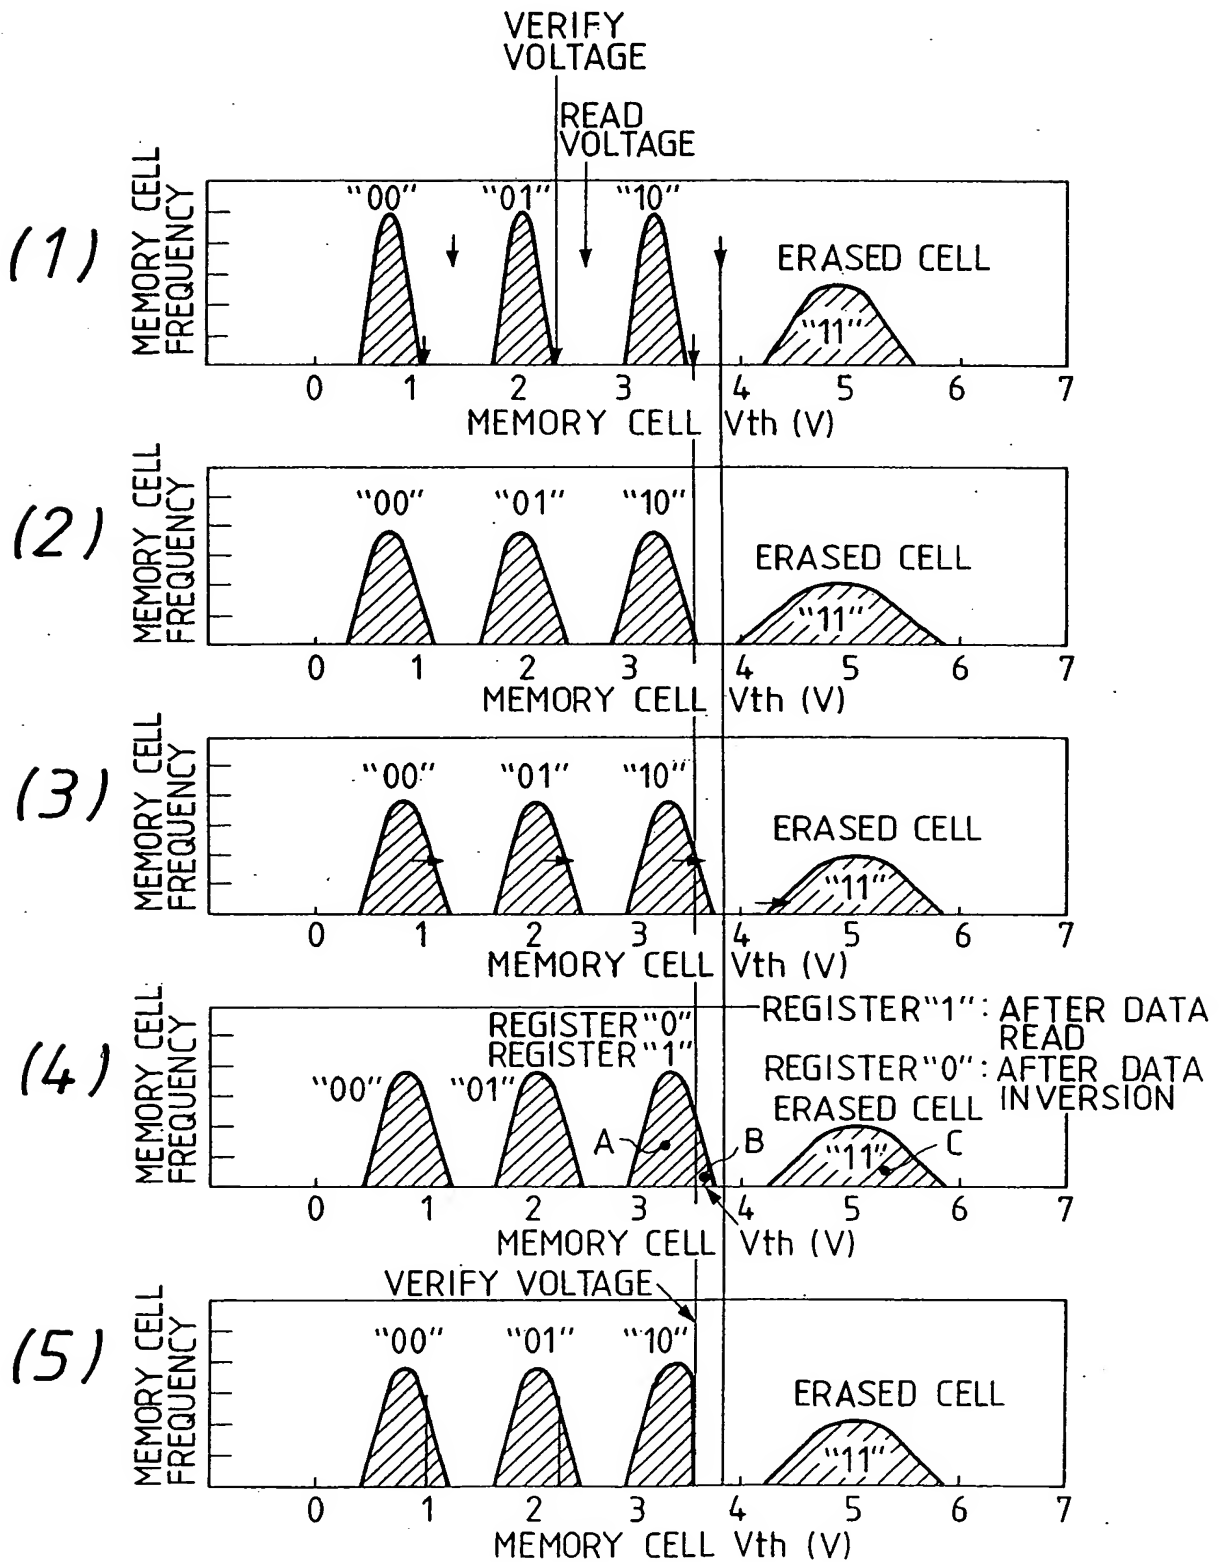 VERIFY
VOLTAGE
READ
VOLTAGE
(1)
MEMORY CELL
FREQUENCY
"00" "01" "10"
ERASED CELL
"11"
0 1 2 3 4 5 6 7
MEMORY CELL Vth (V)
(2)
MEMORY CELL
FREQUENCY
"00" "01" "10"
ERASED CELL
"11"
0 1 2 3 4 5 6 7
MEMORY CELL Vth (V)
(3)
MEMORY CELL
FREQUENCY
"00" "01" "10"
ERASED CELL
"11"
0 1 2 3 4 5 6 7
MEMORY CELL Vth (V)
(4)
MEMORY CELL
FREQUENCY
REGISTER "0"
REGISTER "1"
REGISTER "1": AFTER DATA
READ
REGISTER "0": AFTER DATA
INVERSION
"00" "01"
ERASED CELL
A B "11" C
0 1 2 3 4 5 6 7
MEMORY CELL Vth (V)
VERIFY VOLTAGE
(5)
MEMORY CELL
FREQUENCY
"00" "01" "10"
ERASED CELL
"11"
0 1 2 3 4 5 6 7
MEMORY CELL Vth (V)